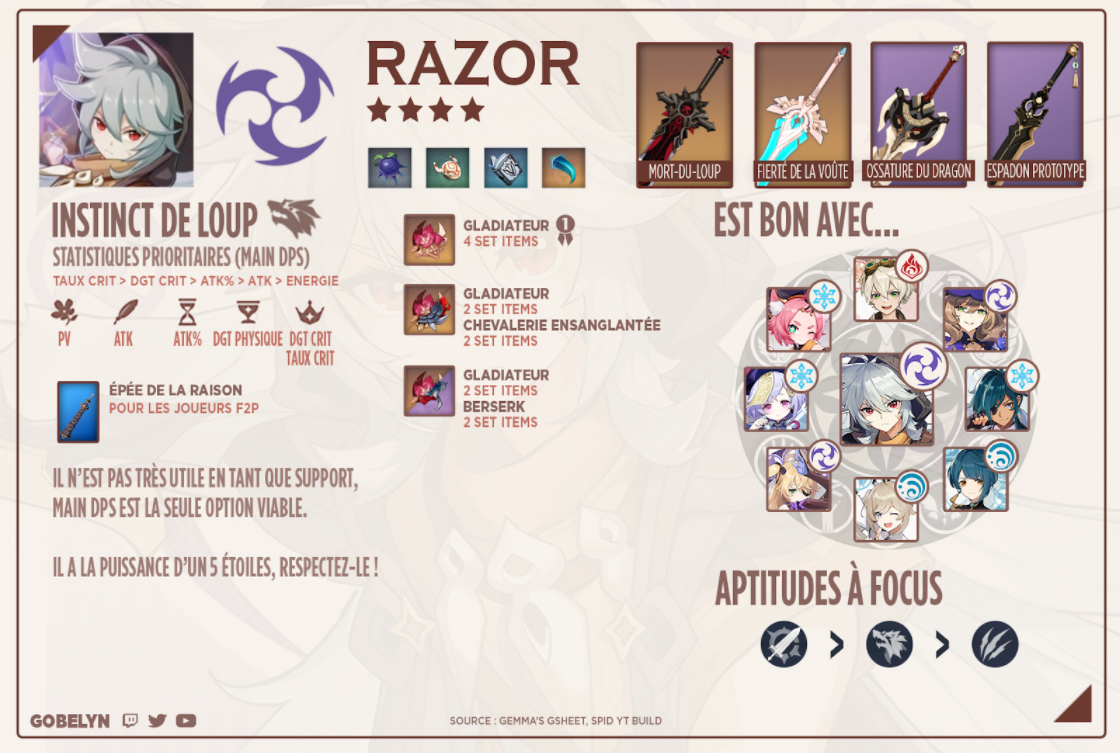 RAZOR
MORT-DU-LOUP
FIERTÉ DE LA VOÛTE
OSSATURE DU DRAGON
ESPADON PROTOTYPE
INSTINCT DE LOUP
STATISTIQUES PRIORITAIRES (MAIN DPS)
TAUX CRIT > DGT CRIT > ATK% > ATK > ENERGIE
PV
ATK
ATK%
DGT PHYSIQUE
DGT CRIT
TAUX CRIT
ÉPÉE DE LA RAISON
POUR LES JOUEURS F2P
IL N'EST PAS TRÈS UTILE EN TANT QUE SUPPORT,
MAIN DPS EST LA SEULE OPTION VIABLE.
IL A LA PUISSANCE D'UN 5 ÉTOILES, RESPECTEZ-LE !
GLADIATEUR 1
4 SET ITEMS
GLADIATEUR
2 SET ITEMS
CHEVALERIE ENSANGLANTÉE
2 SET ITEMS
GLADIATEUR
2 SET ITEMS
BERSERK
2 SET ITEMS
EST BON AVEC...
APTITUDES À FOCUS
> >
GOBELYN
SOURCE : GEMMA'S GSHEET, SPID YT BUILD